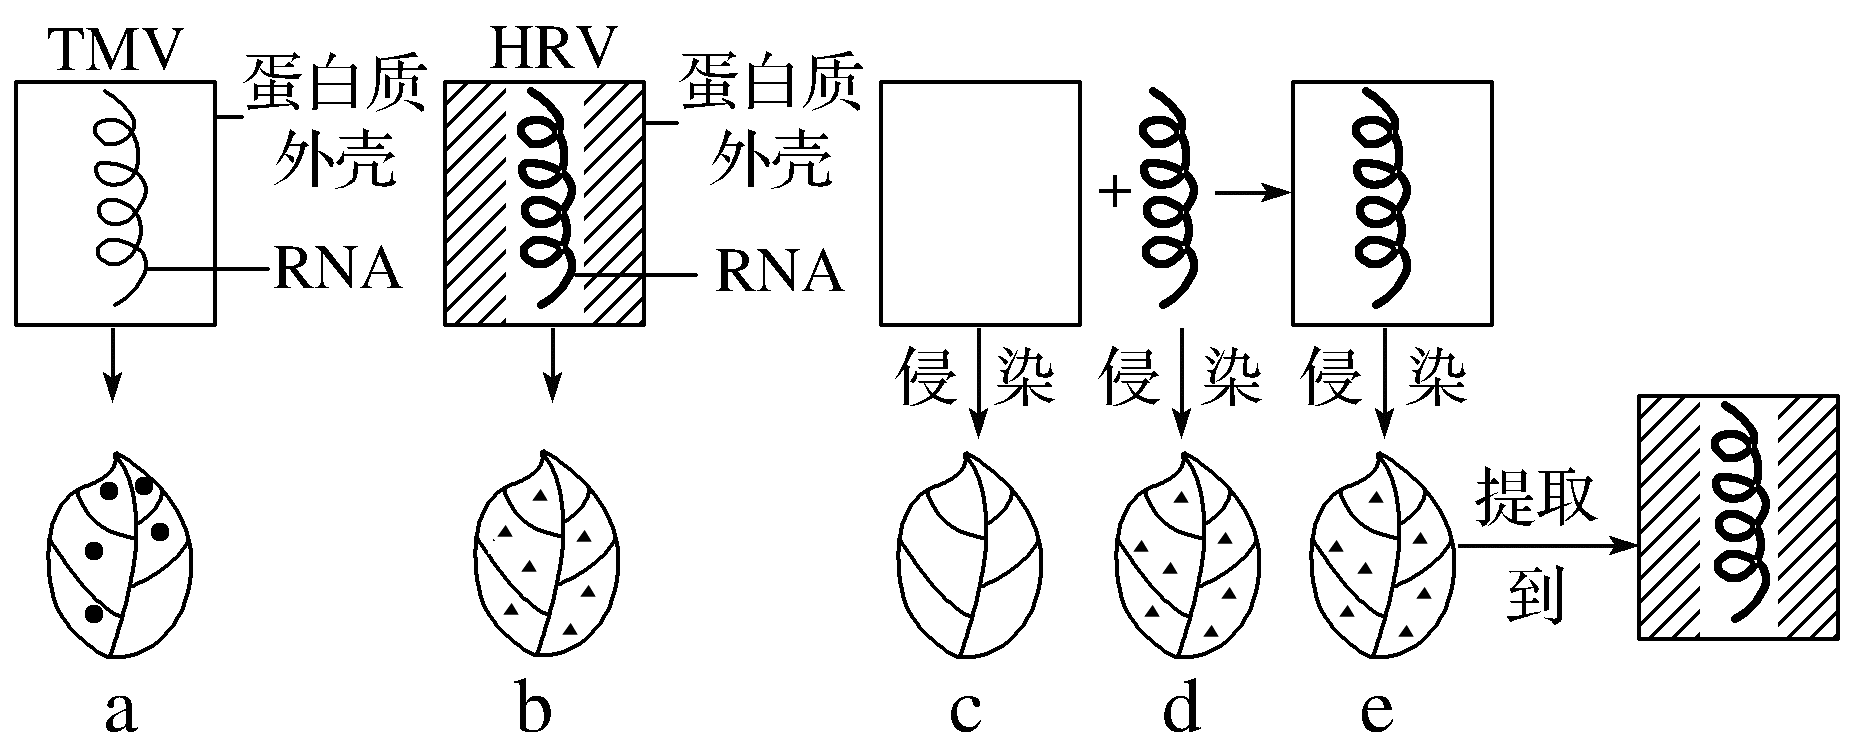 TMV
蛋白质
外壳
RNA
HRV
蛋白质
外壳
RNA
+
侵 染
侵 染
侵 染
提取
到
a
b
c
d
e